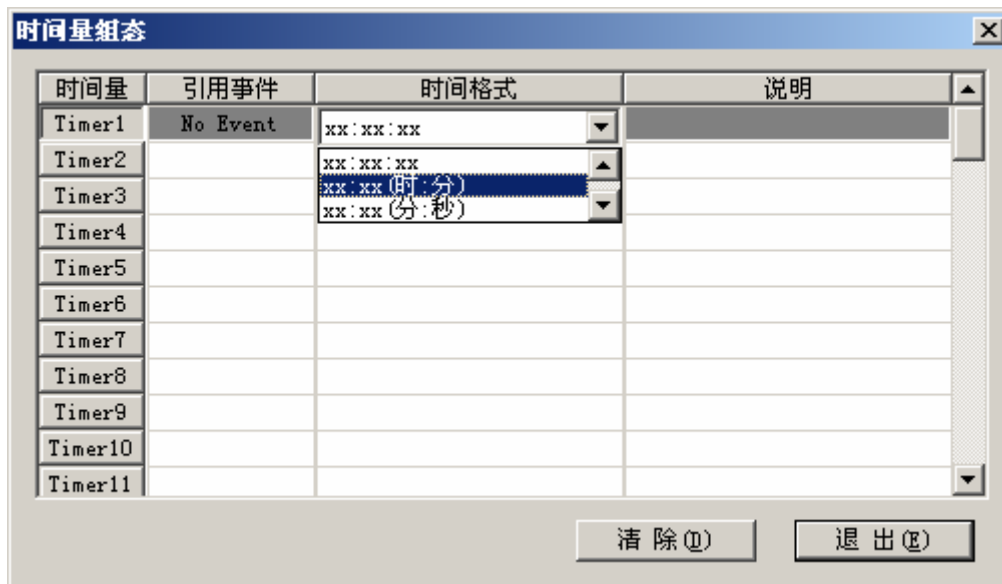 时间量组态
时间量 引用事件 时间格式 说明
Timer1 No Event xx:xx:xx
Timer2 xx:xx:xx
xx:xx(时:分)
Timer3 xx:xx(分:秒)
Timer4
Timer5
Timer6
Timer7
Timer8
Timer9
Timer10
Timer11
清 除(D) 退 出(E)